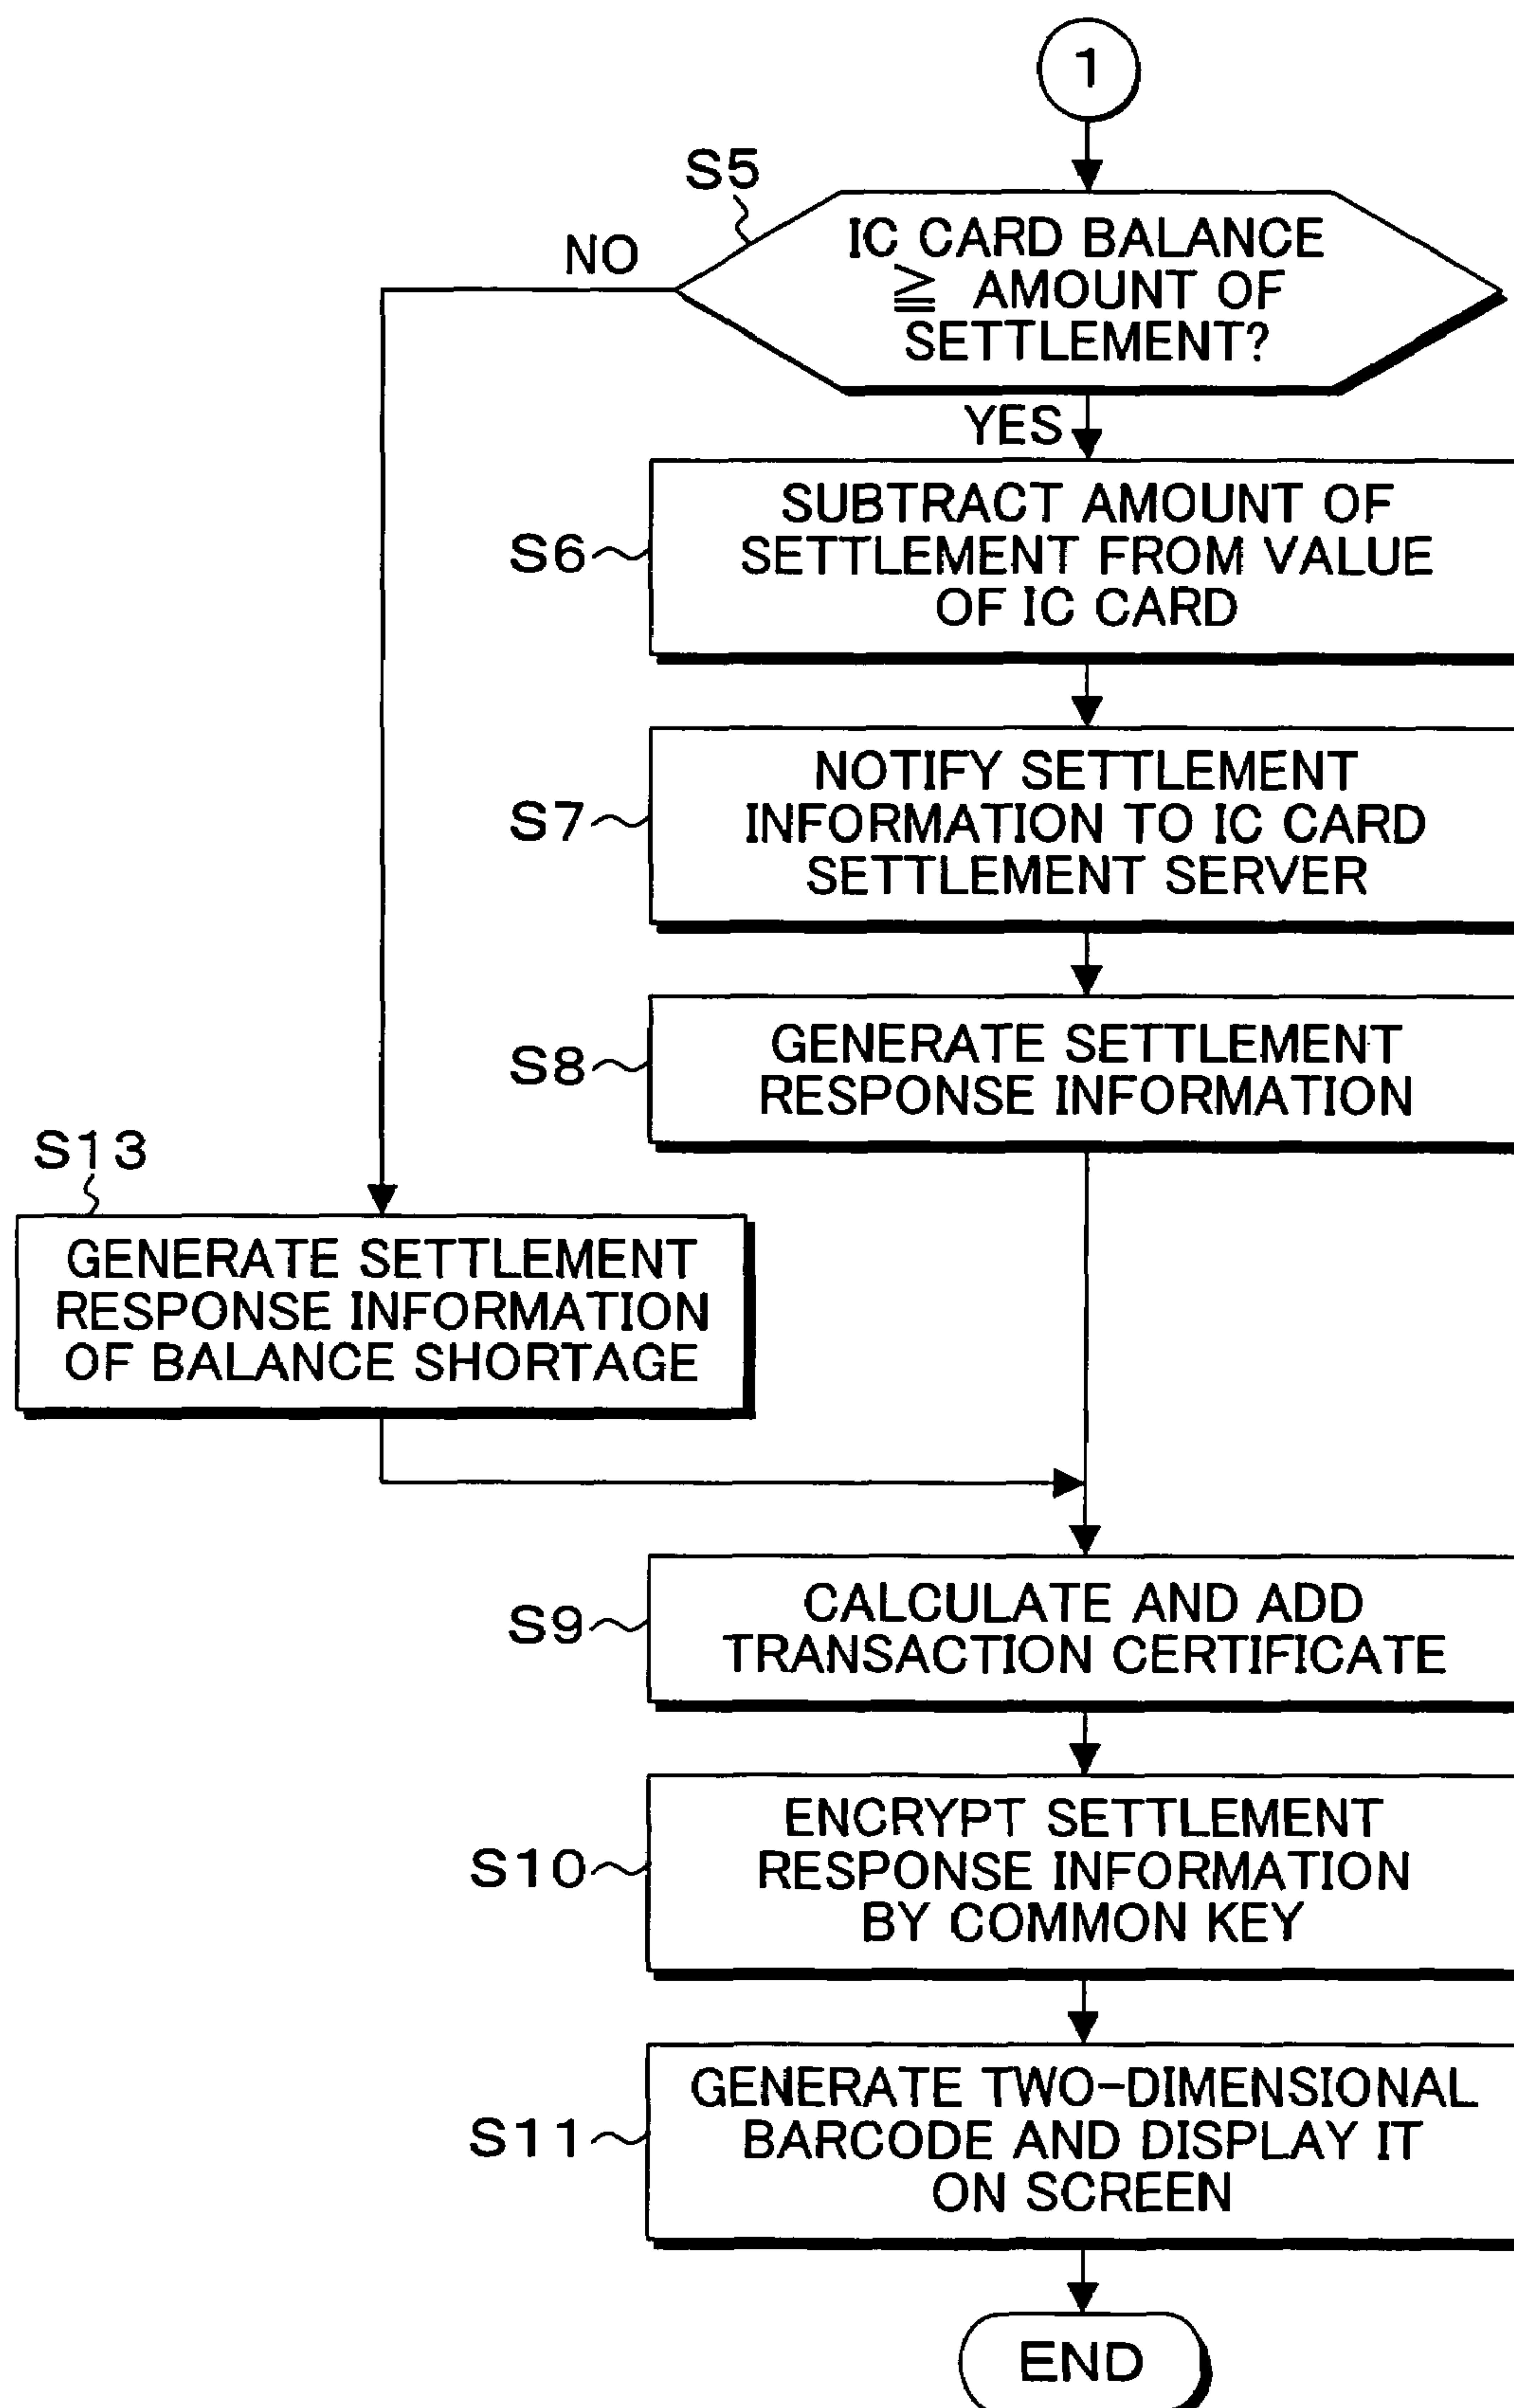 1
S5
NO
IC CARD BALANCE
≧ AMOUNT OF
SETTLEMENT?
YES
S6
SUBTRACT AMOUNT OF
SETTLEMENT FROM VALUE
OF IC CARD
S7
NOTIFY SETTLEMENT
INFORMATION TO IC CARD
SETTLEMENT SERVER
S8
GENERATE SETTLEMENT
RESPONSE INFORMATION
S13
GENERATE SETTLEMENT
RESPONSE INFORMATION
OF BALANCE SHORTAGE
S9
CALCULATE AND ADD
TRANSACTION CERTIFICATE
S10
ENCRYPT SETTLEMENT
RESPONSE INFORMATION
BY COMMON KEY
S11
GENERATE TWO-DIMENSIONAL
BARCODE AND DISPLAY IT
ON SCREEN
END